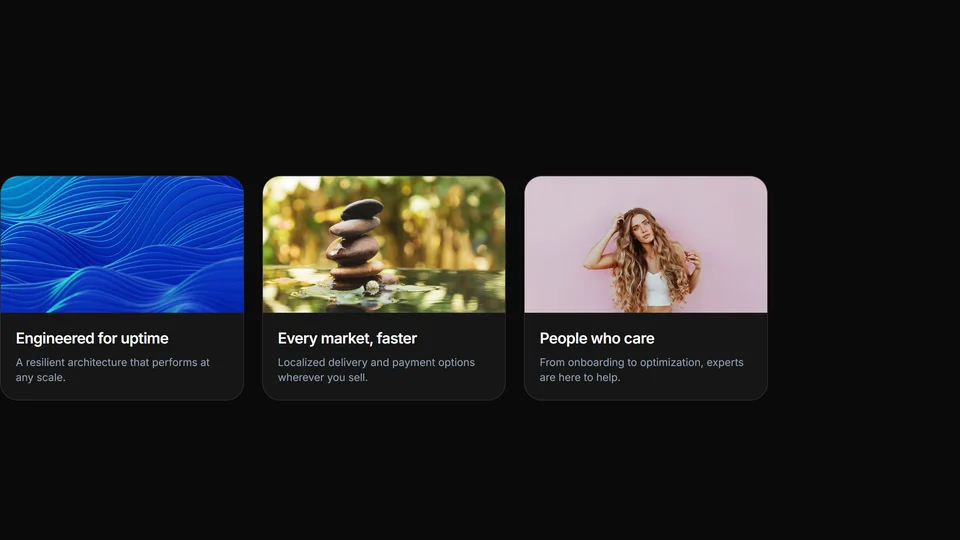 Engineered for uptime
A resilient architecture that performs at
any scale.
Every market, faster
Localized delivery and payment options
wherever you sell.
People who care
From onboarding to optimization, experts
are here to help.